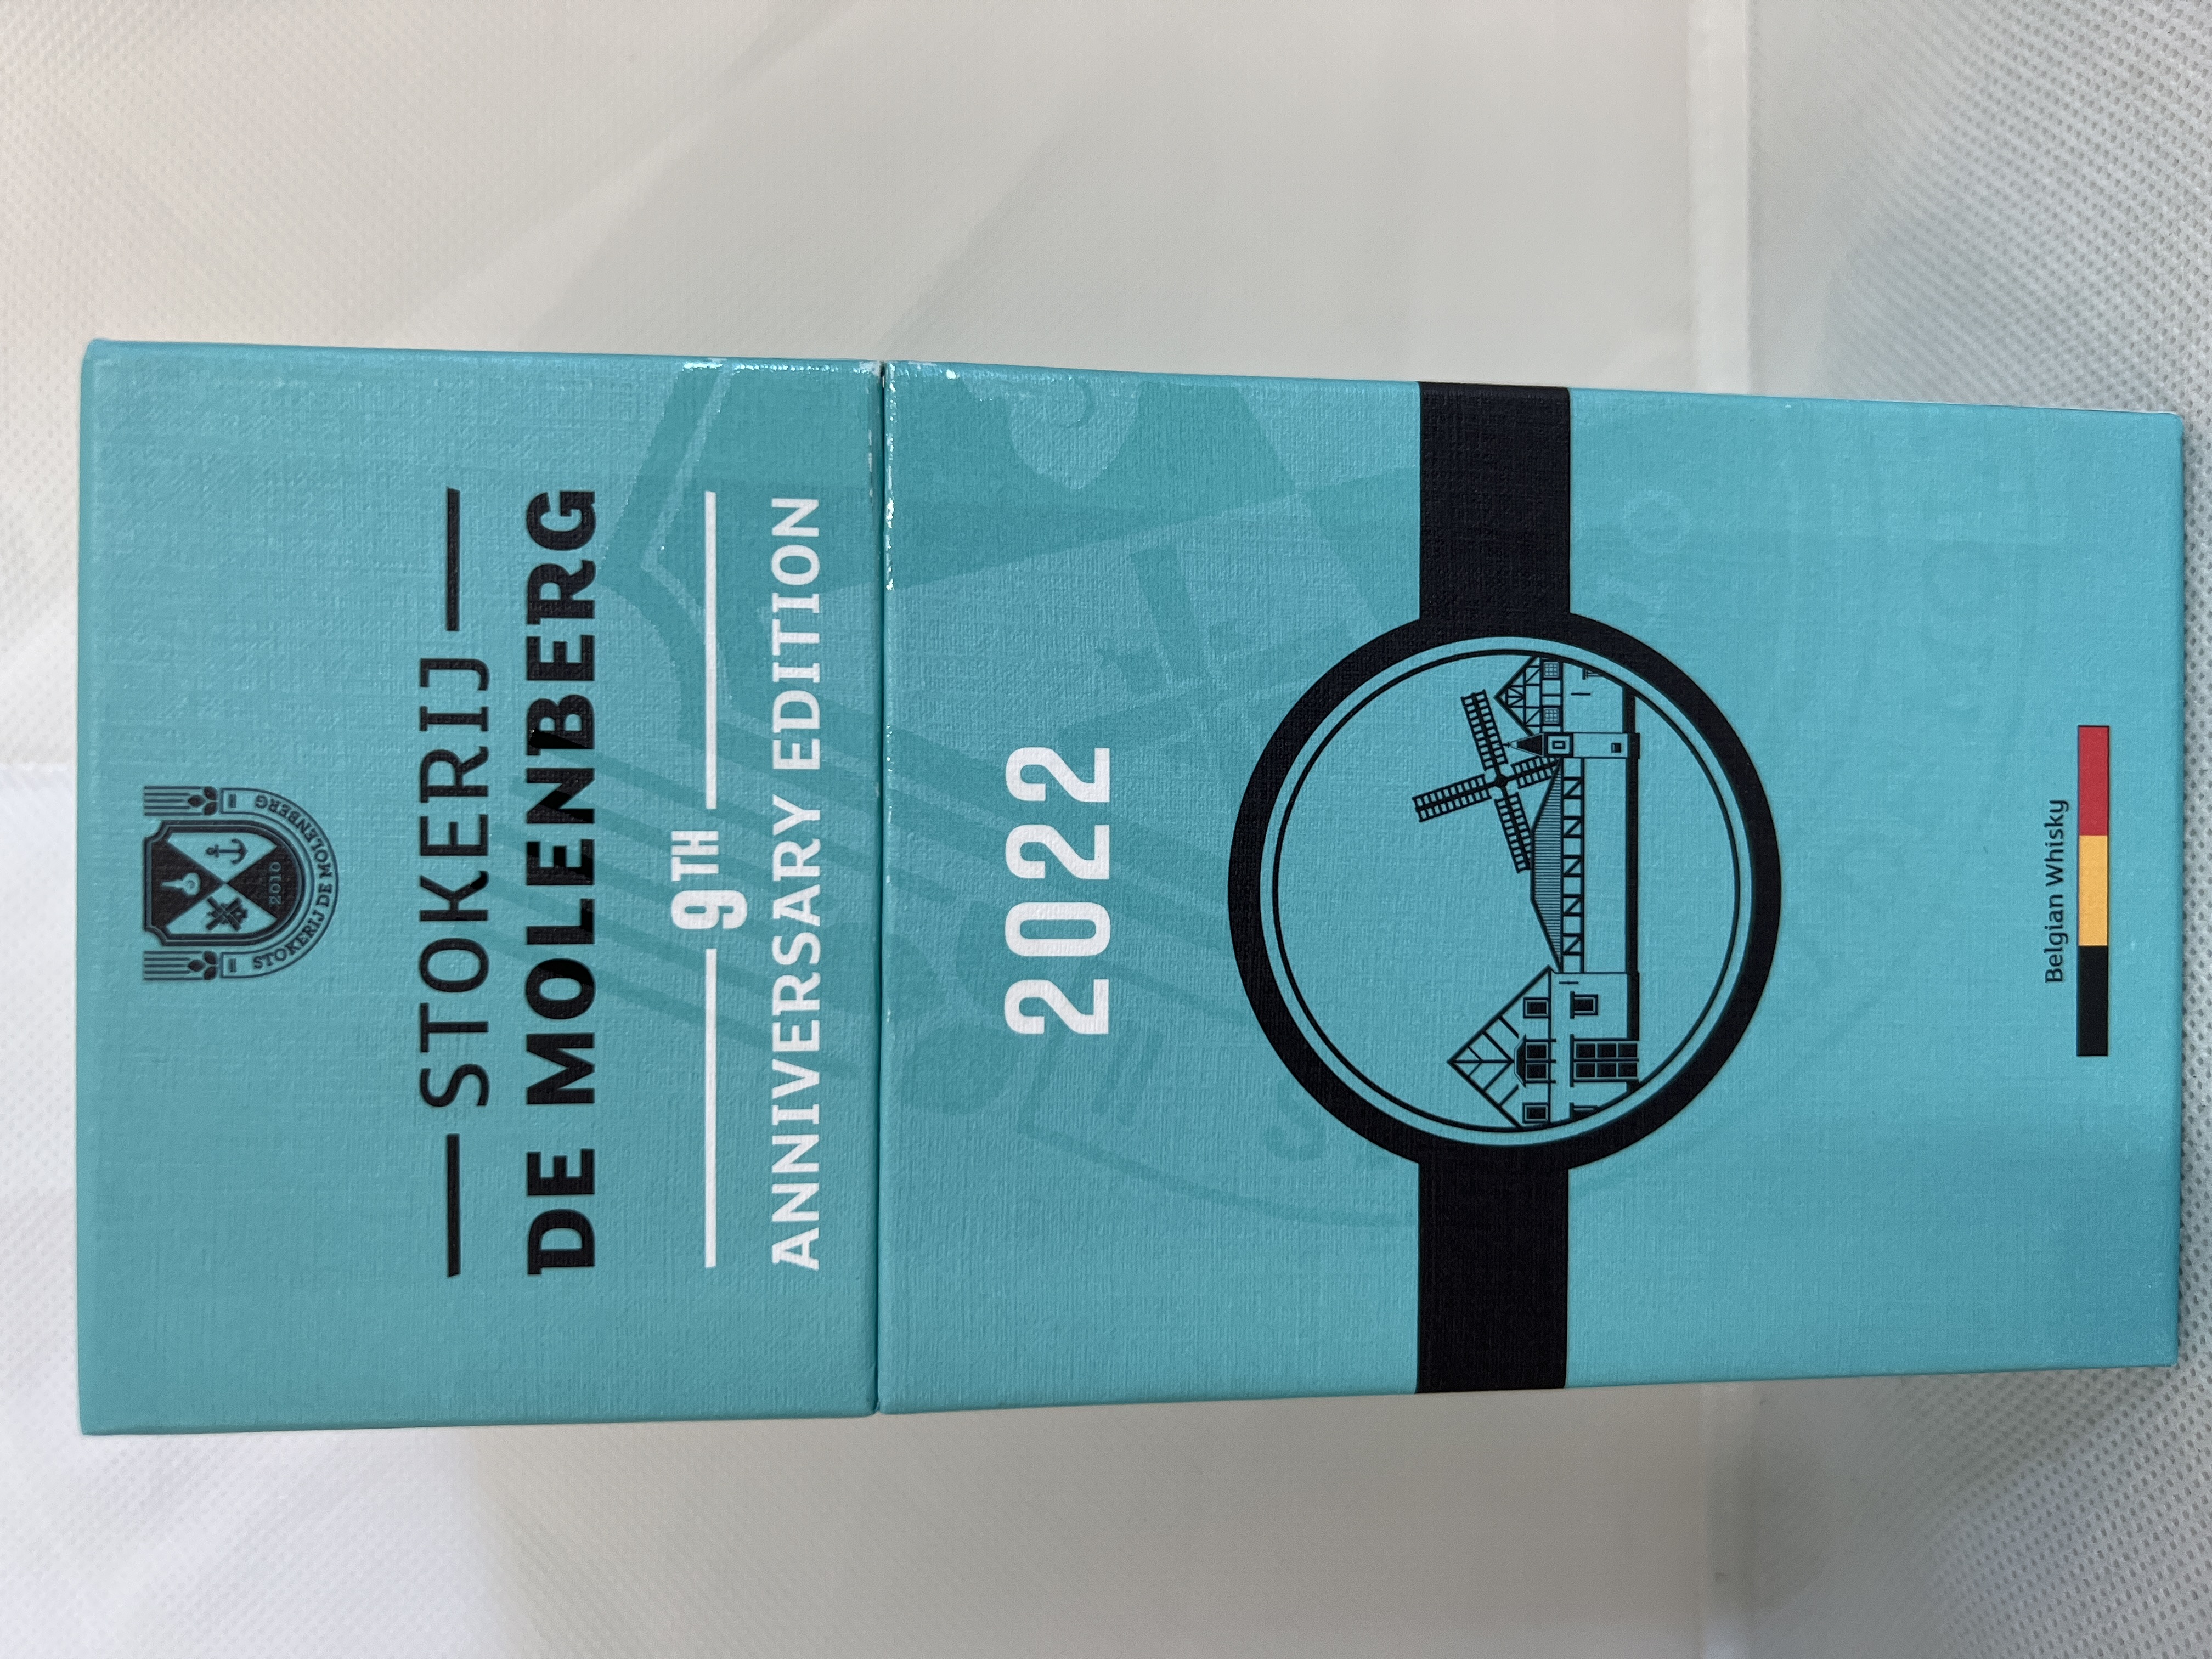 STOKERIJ DE MOLENBERG
2010
STOKERIJ
DE MOLENBERG
9TH
ANNIVERSARY EDITION
2022
Belgian Whisky